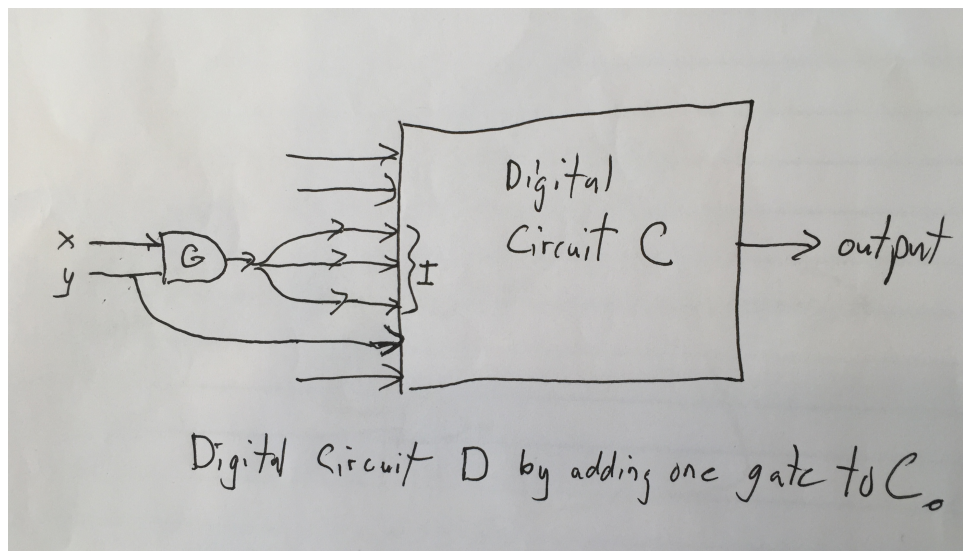 Digital
Circuit C
x
G
y
I
output
Digital Circuit D by adding one gate to C.